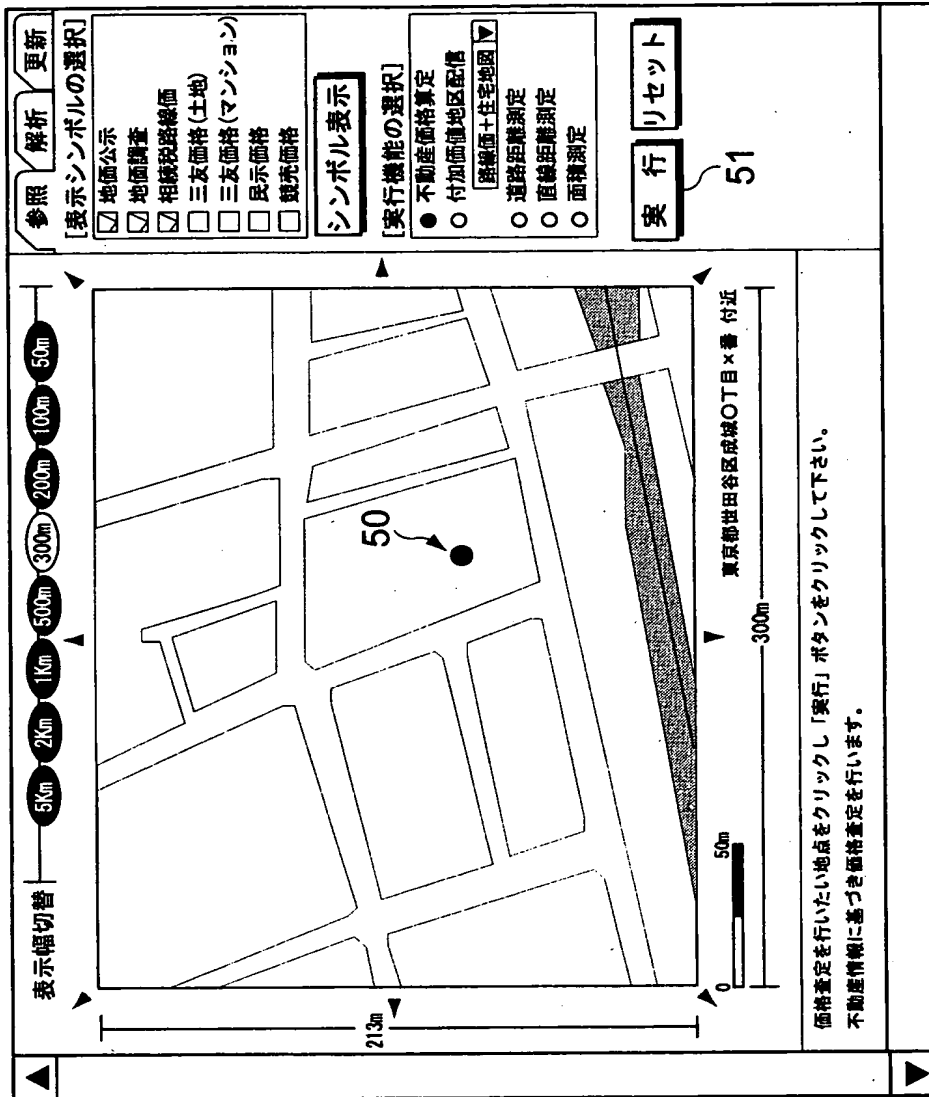 表示幅切替
5Km 2Km 1Km 500m 300m 200m 100m 50m
参照 解析 更新
[表示シンボルの選択]
地価公示
地価調査
相続税路線価
三友価格(土地)
三友価格(マンション)
民示価格
競売価格
シンボル表示
[実行機能の選択]
不動産価格算定
付加価値地区配信
路線価+住宅地図
道路距離測定
直線距離測定
面積測定
実 行 リセット
51
50
213m
0 50m
東京都世田谷区成城〇丁目×番 付近
300m
価格査定を行いたい地点をクリックし「実行」ボタンをクリックして下さい。
不動産情報に基づき価格査定を行います。